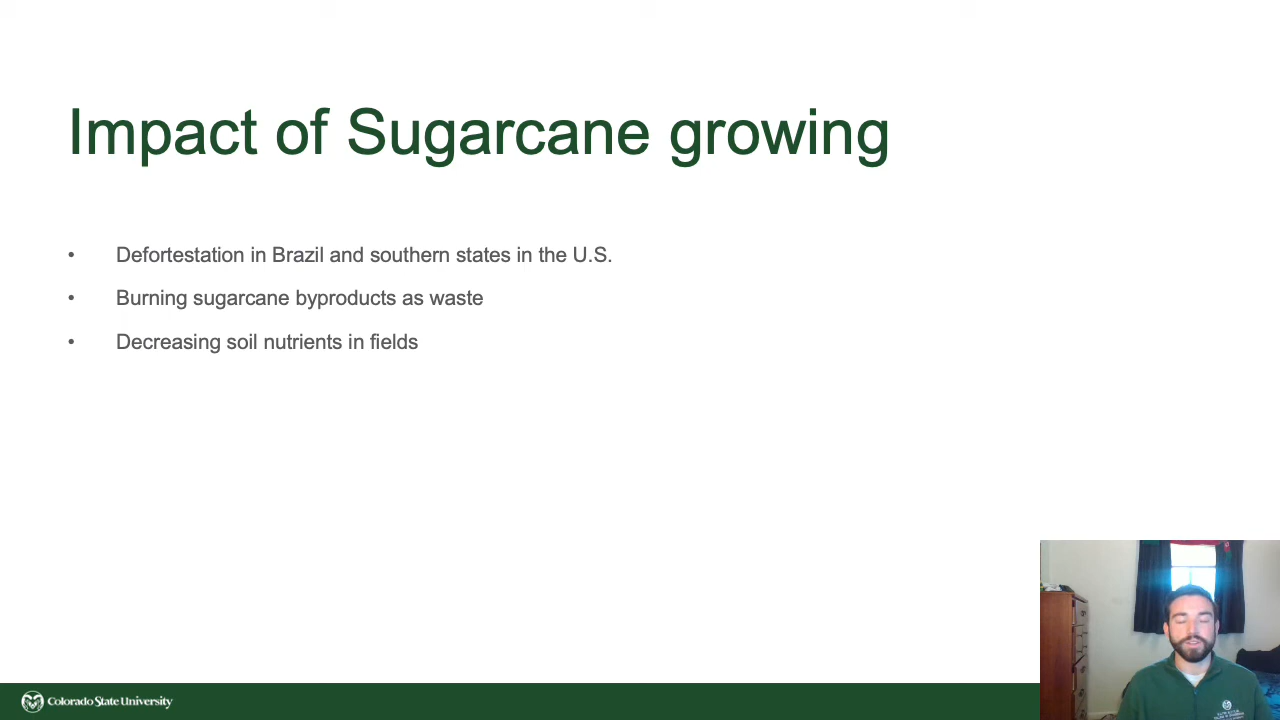 Impact of Sugarcane growing
• Defortestation in Brazil and southern states in the U.S.
• Burning sugarcane byproducts as waste
• Decreasing soil nutrients in fields
Colorado State University